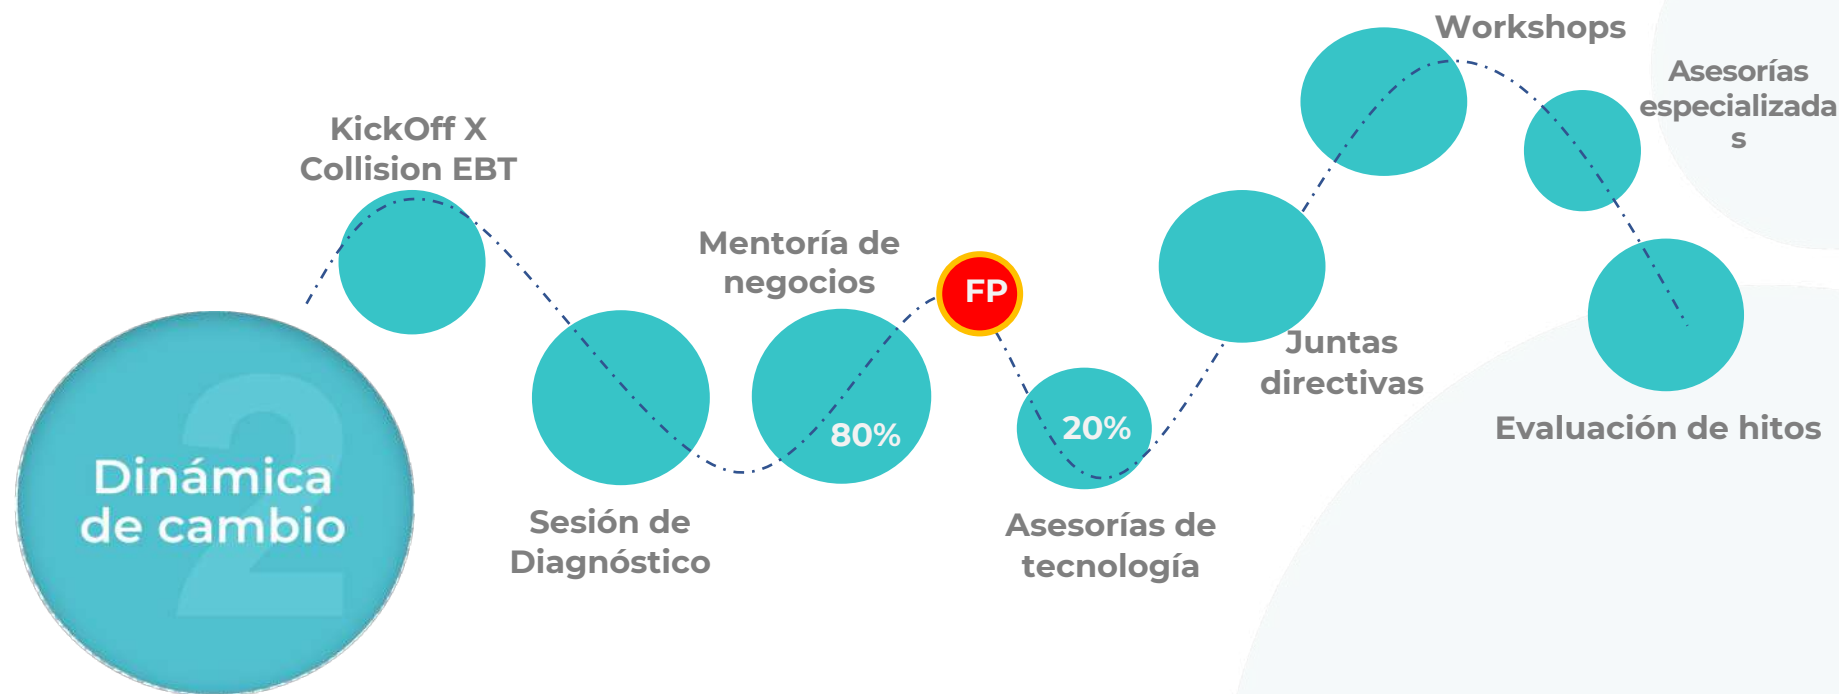 2
Dinámica
de cambio
KickOff X
Collision EBT
Sesión de
Diagnóstico
Mentoría de
negocios
80%
FP
20%
Asesorías de
tecnología
Juntas
directivas
Workshops
Asesorías
especializada
s
Evaluación de hitos